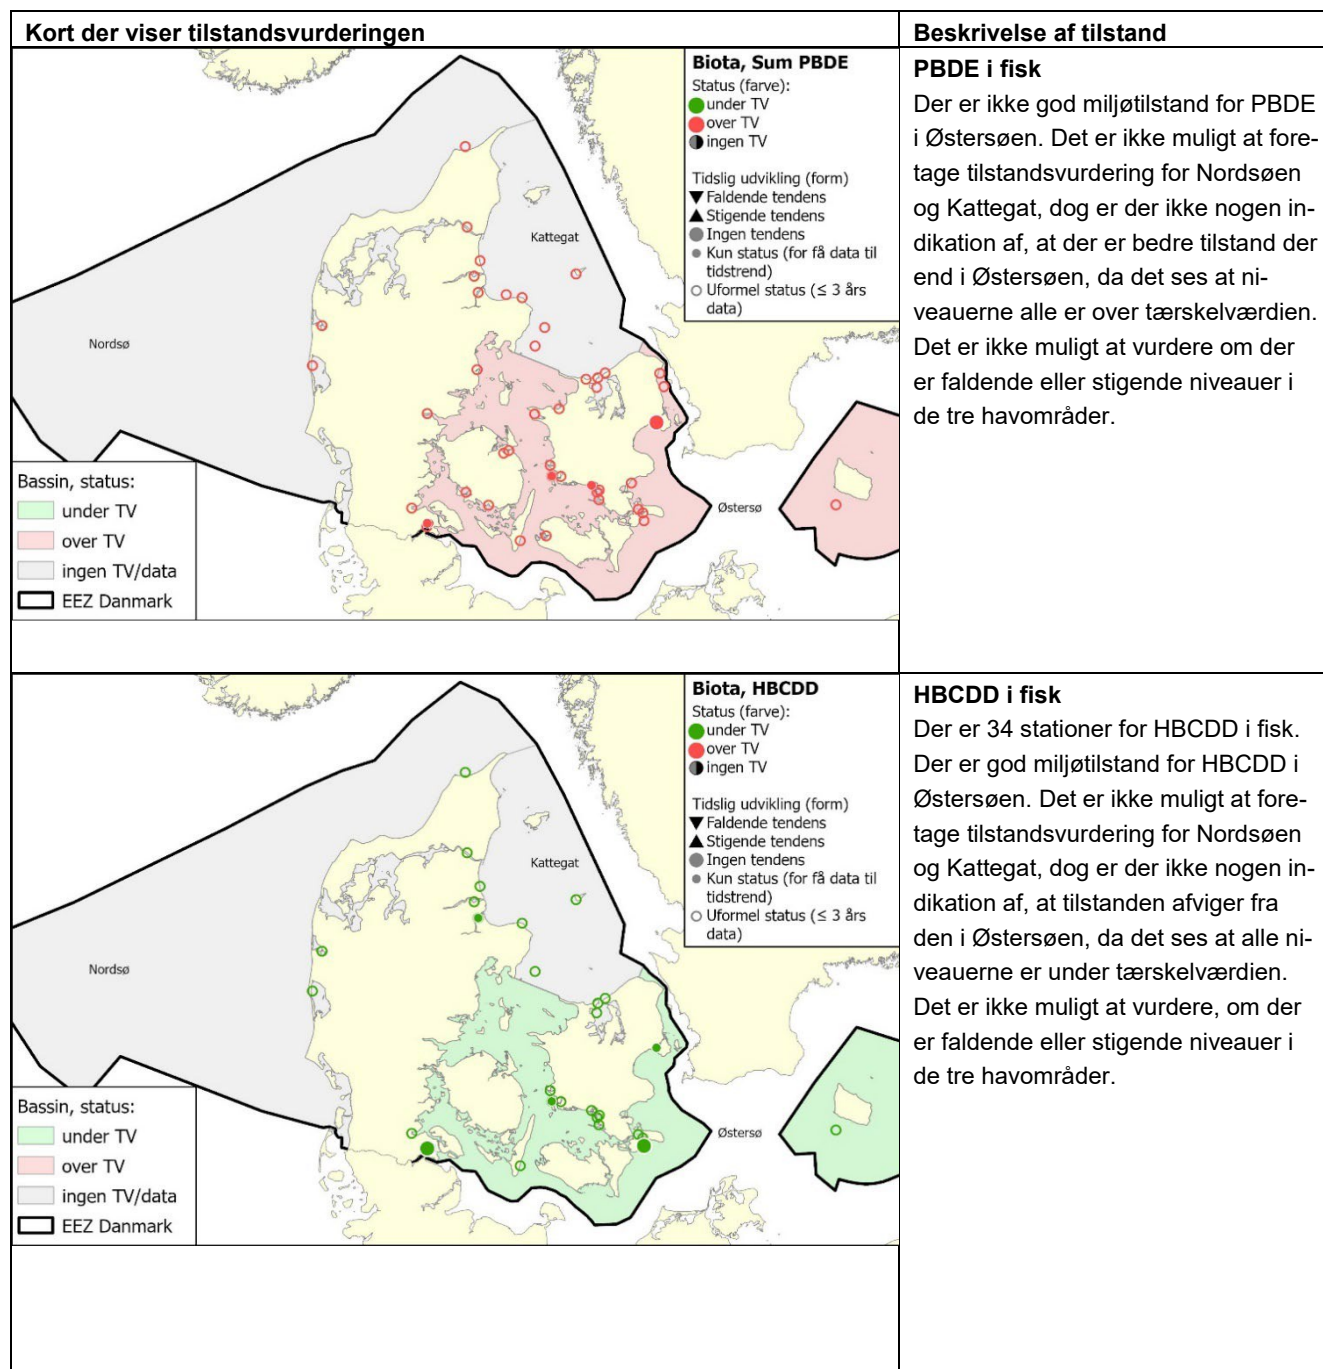 Kort der viser tilstandsvurderingen
Beskrivelse af tilstand
Biota, Sum PBDE
Status (farve):
under TV
over TV
ingen TV
Tidslig udvikling (form)
Faldende tendens
Stigende tendens
Ingen tendens
Kun status (for få data til
tidstrend)
Uformel status (≤ 3 års
data)
Kattegat
Nordsø
Østersø
Bassin, status:
under TV
over TV
ingen TV/data
EEZ Danmark
PBDE i fisk
Der er ikke god miljøtilstand for PBDE
i Østersøen. Det er ikke muligt at fore-
tage tilstandsvurdering for Nordsøen
og Kattegat, dog er der ikke nogen in-
dikation af, at der er bedre tilstand der
end i Østersøen, da det ses at ni-
veauerne alle er over tærskelværdien.
Det er ikke muligt at vurdere om der
er faldende eller stigende niveauer i
de tre havområder.
Biota, HBCDD
Status (farve):
under TV
over TV
ingen TV
Tidslig udvikling (form)
Faldende tendens
Stigende tendens
Ingen tendens
Kun status (for få data til
tidstrend)
Uformel status (≤ 3 års
data)
Kattegat
Nordsø
Østersø
Bassin, status:
under TV
over TV
ingen TV/data
EEZ Danmark
HBCDD i fisk
Der er 34 stationer for HBCDD i fisk.
Der er god miljøtilstand for HBCDD i
Østersøen. Det er ikke muligt at fore-
tage tilstandsvurdering for Nordsøen
og Kattegat, dog er der ikke nogen in-
dikation af, at tilstanden afviger fra
den i Østersøen, da det ses at alle ni-
veauerne er under tærskelværdien.
Det er ikke muligt at vurdere, om der
er faldende eller stigende niveauer i
de tre havområder.